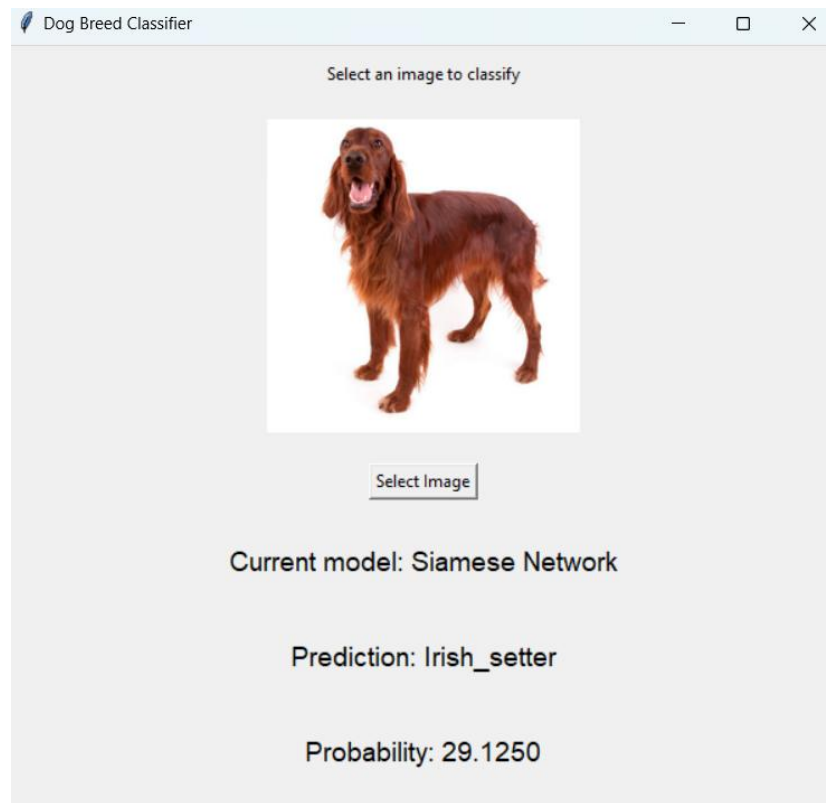 Dog Breed Classifier
Select an image to classify
Select Image
Current model: Siamese Network
Prediction: Irish_setter
Probability: 29.1250